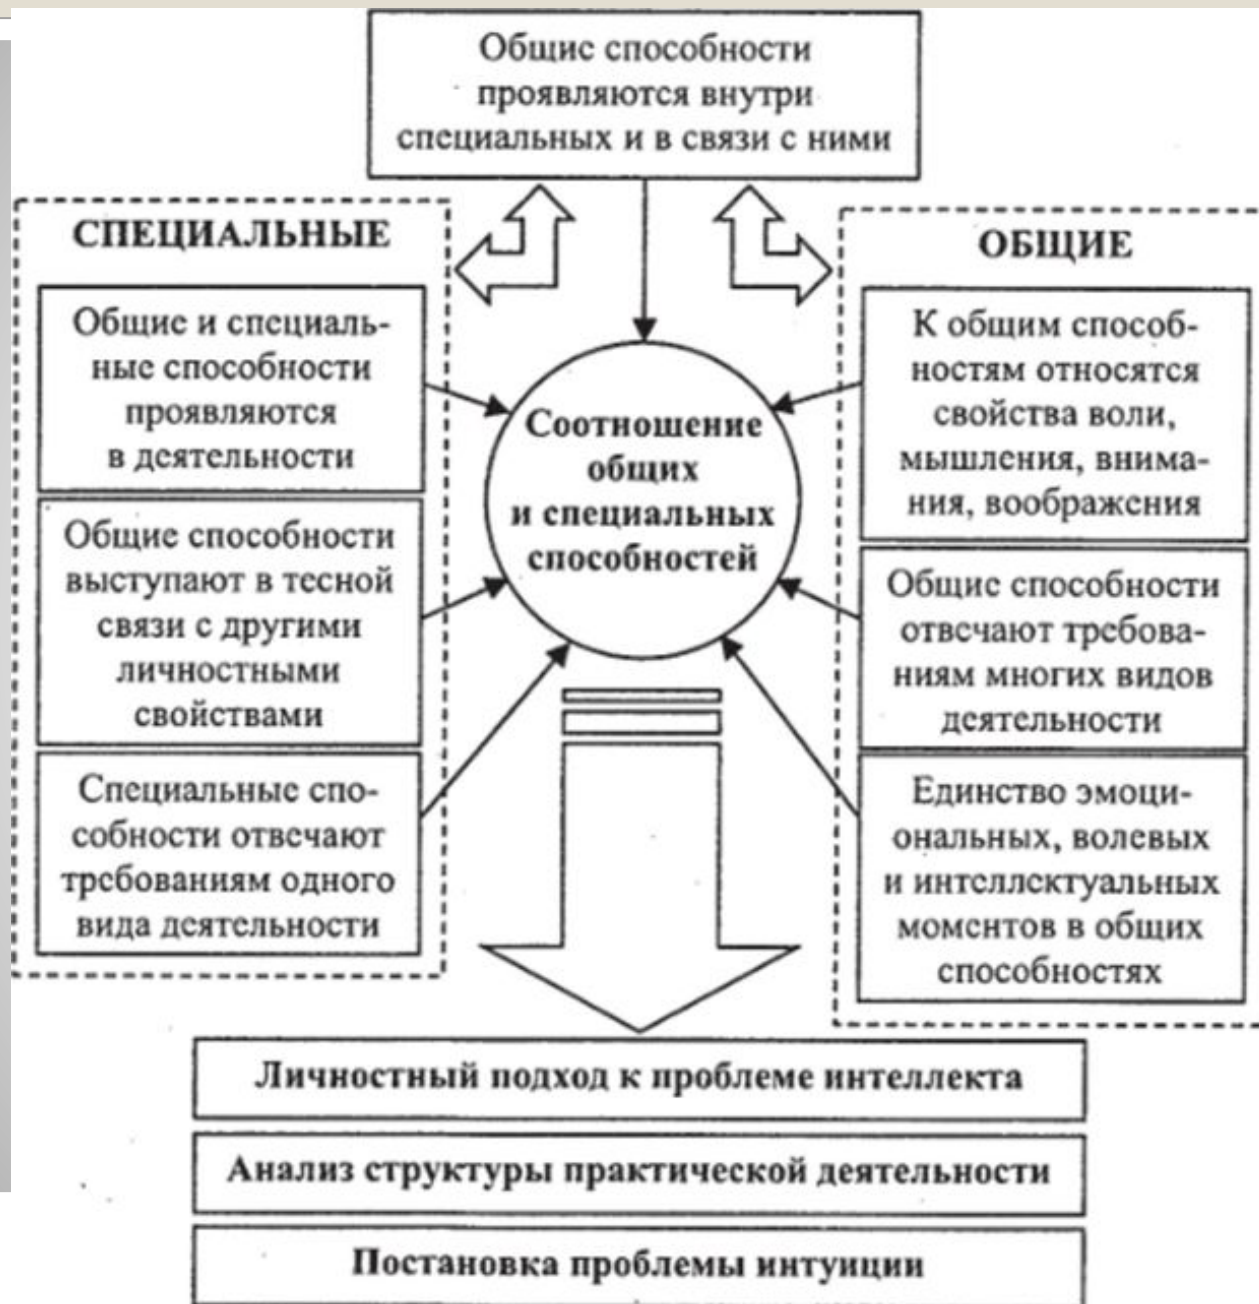 Общие способности
проявляются внутри
специальных и в связи с ними
СПЕЦИАЛЬНЫЕ
Общие и специаль-
ные способности
проявляются
в деятельности
Общие способности
выступают в тесной
связи с другими
личностными
свойствами
Специальные спо-
собности отвечают
требованиям одного
вида деятельности
Соотношение
общих
и специальных
способностей
ОБЩИЕ
К общим способ-
ностям относятся
свойства воли,
мышления, внима-
ния, воображения
Общие способности
отвечают требова-
ниям многих видов
деятельности
Единство эмоци-
ональных, волевых
и интеллектуальных
моментов в общих
способностях
Личностный подход к проблеме интеллекта
Анализ структуры практической деятельности
Постановка проблемы интуиции